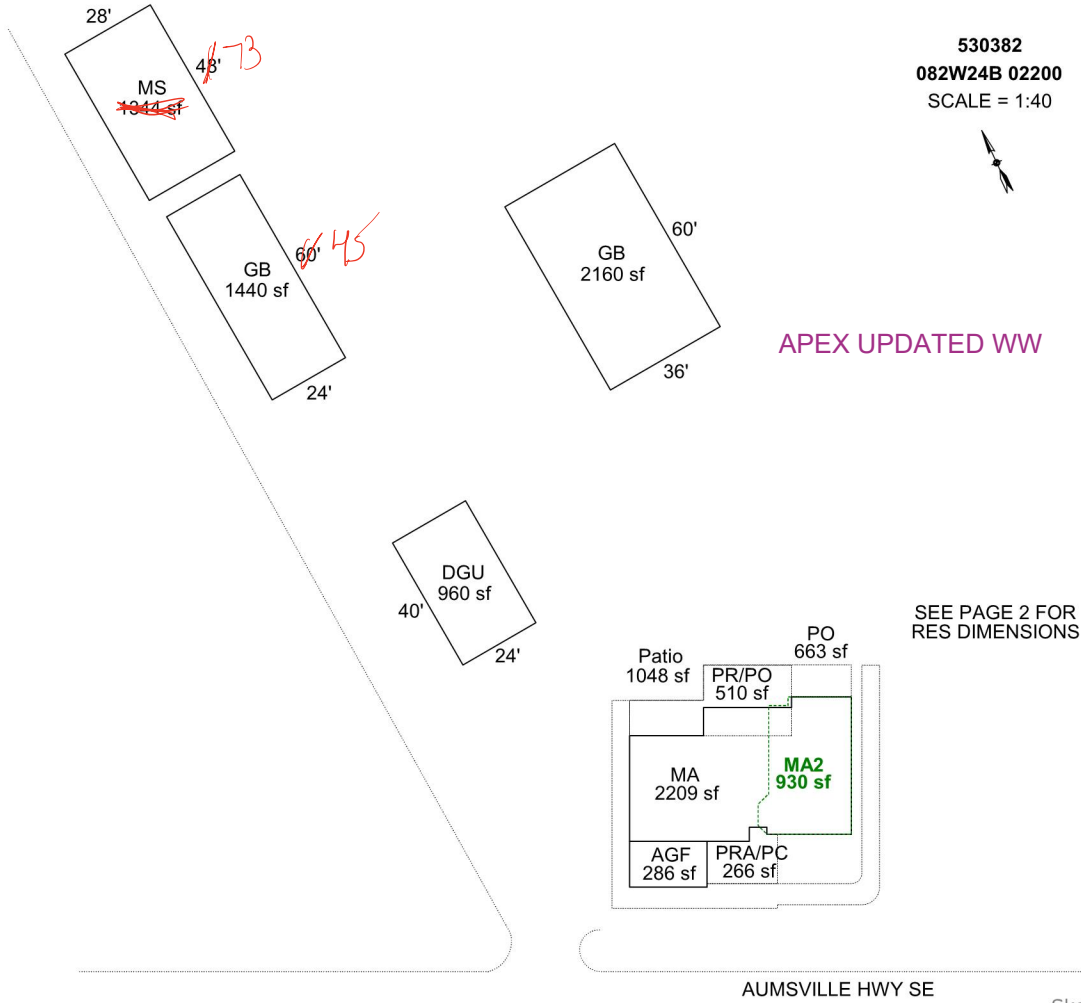 28'
48' 73
MS
1344 sf
530382
082W24B 02200
SCALE = 1:40
60' 45
GB
1440 sf
24'
60'
GB
2160 sf
36'
APEX UPDATED WW
DGU
960 sf
40'
24'
SEE PAGE 2 FOR
RES DIMENSIONS
PO
663 sf
Patio
1048 sf
PR/PO
510 sf
MA
2209 sf
MA2
930 sf
AGF
286 sf
PRA/PC
266 sf
AUMSVILLE HWY SE